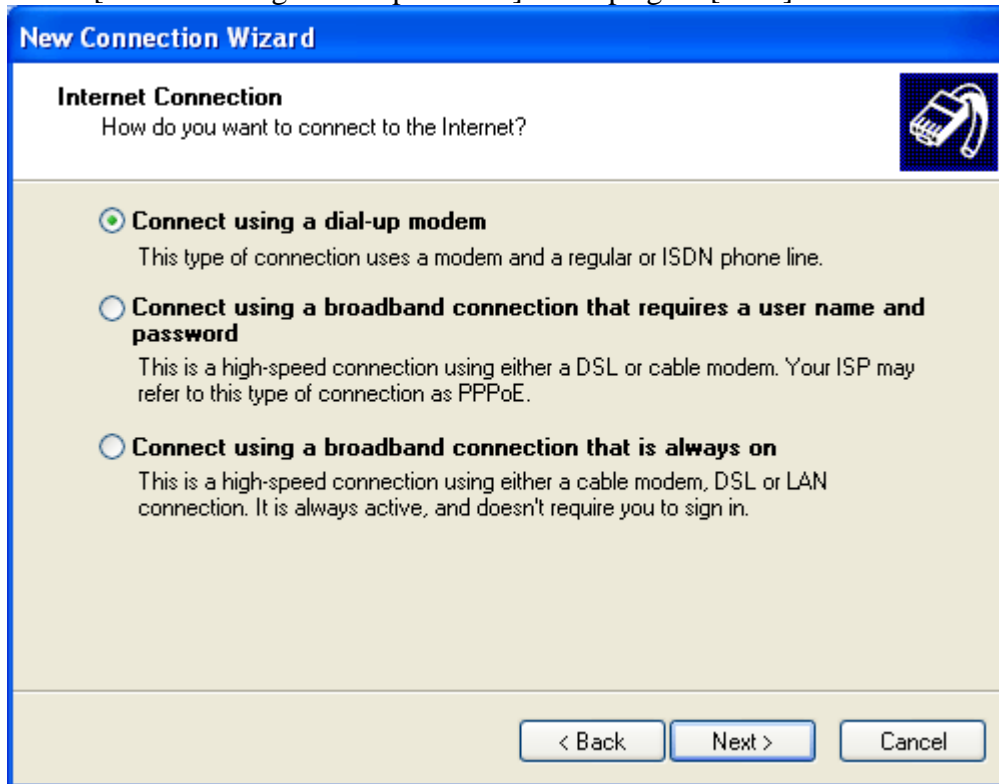 New Connection Wizard
Internet Connection
How do you want to connect to the Internet?
Connect using a dial-up modem
This type of connection uses a modem and a regular or ISDN phone line.
Connect using a broadband connection that requires a user name and
password
This is a high-speed connection using either a DSL or cable modem. Your ISP may
refer to this type of connection as PPPoE.
Connect using a broadband connection that is always on
This is a high-speed connection using either a cable modem, DSL or LAN
connection. It is always active, and doesn't require you to sign in.
< Back Next > Cancel